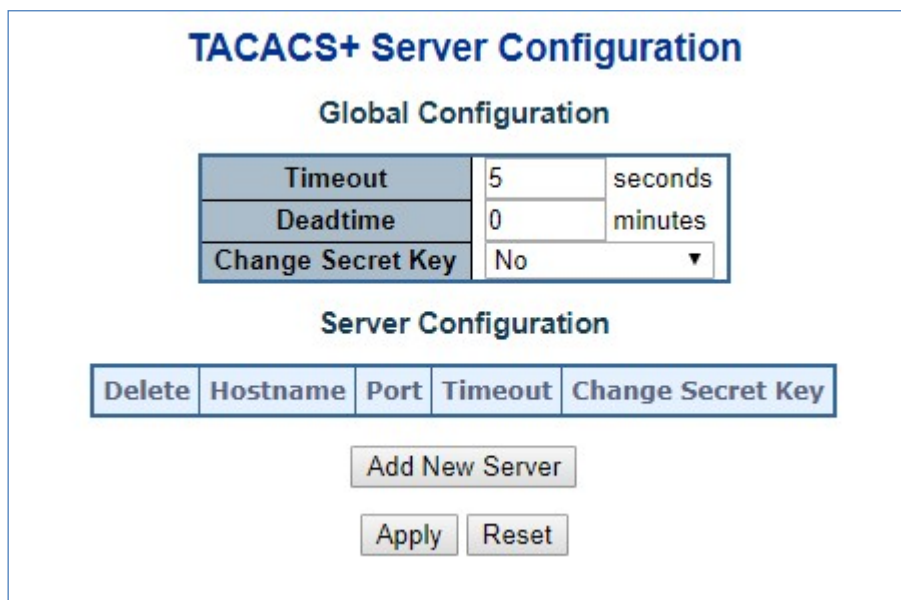 TACACS+ Server Configuration
Global Configuration
Timeout 5 seconds
Deadtime 0 minutes
Change Secret Key No
Server Configuration
Delete Hostname Port Timeout Change Secret Key
Add New Server
Apply Reset